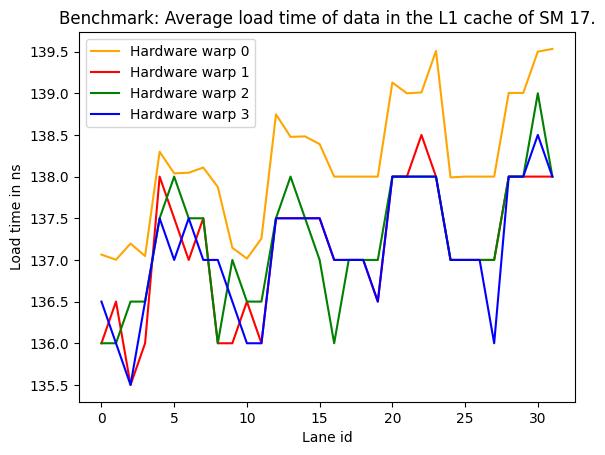 Benchmark: Average load time of data in the L1 cache of SM 17.
Hardware warp 0
Hardware warp 1
Hardware warp 2
Hardware warp 3
139.5
139.0
138.5
138.0
137.5
137.0
136.5
136.0
135.5
Load time in ns
0 5 10 15 20 25 30
Lane id